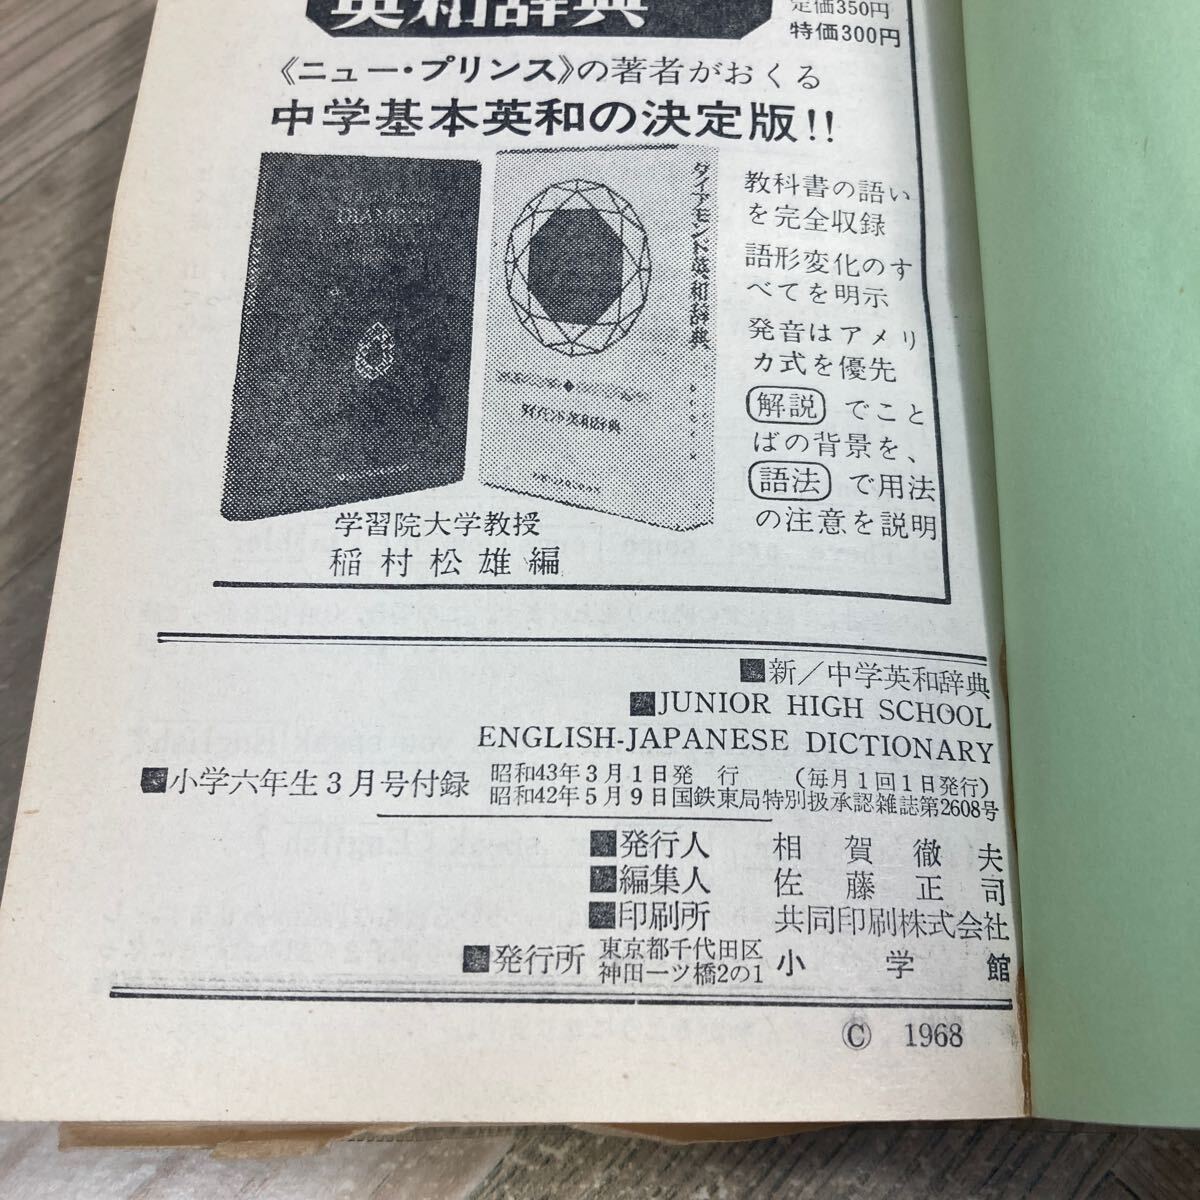 英和辞典
定価350円
特価300円
《ニュー・プリンス》の著者がおくる
中学基本英和の決定版!!
DIAMOND
ダイアモンド英和辞典
ダイアモンド英和辞典
教科書の語い
を完全収録
語形変化のす
べてを明示
発音はアメリ
カ式を優先
解説 でこと
ばの背景を、
語法 で用法
の注意を説明
学習院大学教授
稲村松雄編
■新/中学英和辞典
■JUNIOR HIGH SCHOOL
ENGLISH-JAPANESE DICTIONARY
■小学六年生3月号付録 昭和43年3月1日発行 (毎月1回1日発行)
昭和42年5月9日国鉄東局特別扱承認雑誌第2608号
■発行人 相賀徹夫
■編集人 佐藤正司
■印刷所 共同印刷株式会社
■発行所 東京都千代田区
神田一ツ橋2の1 小学館
© 1968